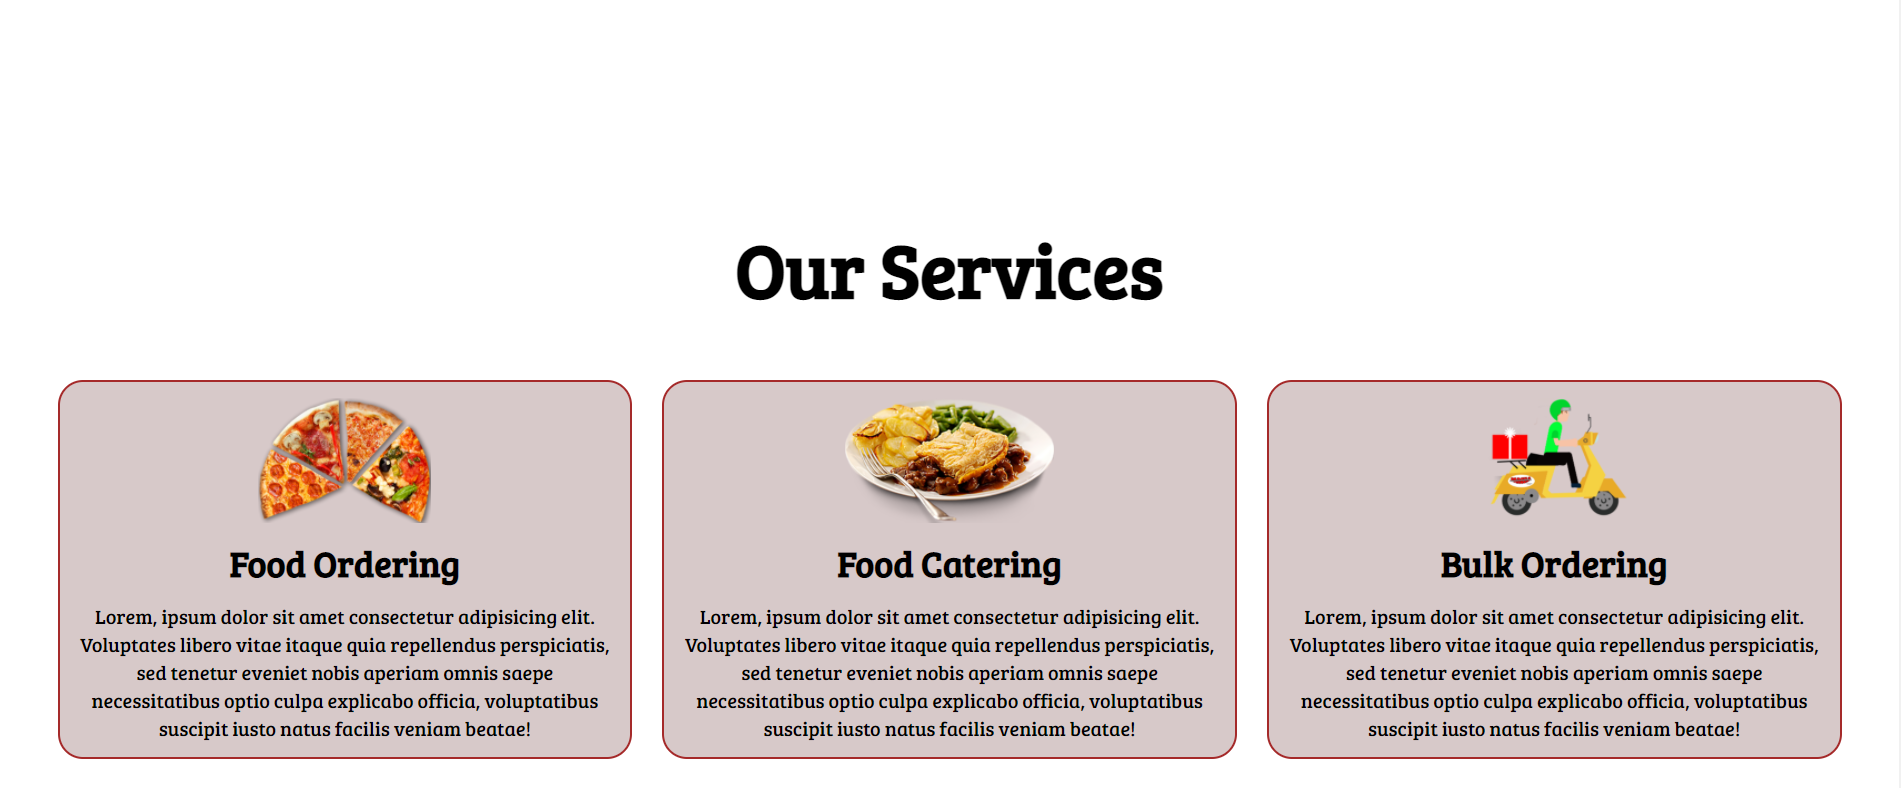 Our Services
Food Ordering
Lorem, ipsum dolor sit amet consectetur adipisicing elit.
Voluptates libero vitae itaque quia repellendus perspiciatis,
sed tenetur eveniet nobis aperiam omnis saepe
necessitatibus optio culpa explicabo officia, voluptatibus
suscipit iusto natus facilis veniam beatae!
Food Catering
Lorem, ipsum dolor sit amet consectetur adipisicing elit.
Voluptates libero vitae itaque quia repellendus perspiciatis,
sed tenetur eveniet nobis aperiam omnis saepe
necessitatibus optio culpa explicabo officia, voluptatibus
suscipit iusto natus facilis veniam beatae!
Bulk Ordering
Lorem, ipsum dolor sit amet consectetur adipisicing elit.
Voluptates libero vitae itaque quia repellendus perspiciatis,
sed tenetur eveniet nobis aperiam omnis saepe
necessitatibus optio culpa explicabo officia, voluptatibus
suscipit iusto natus facilis veniam beatae!